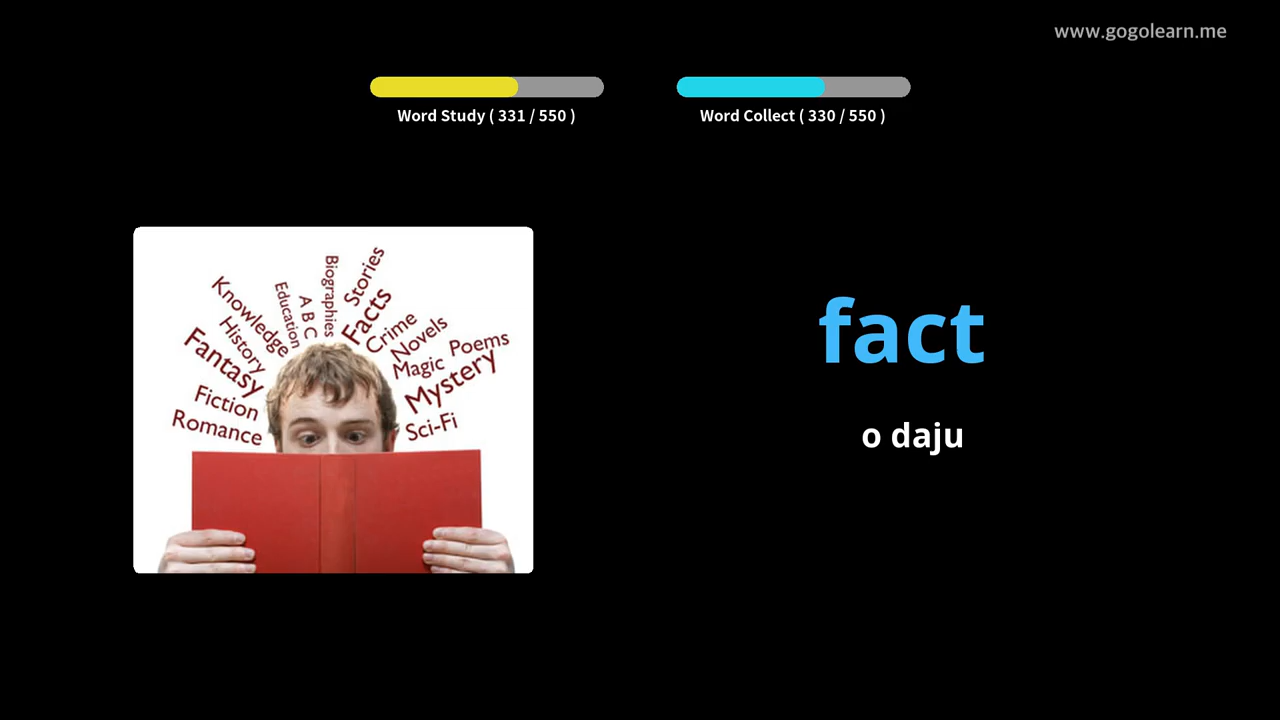 www.gogolearn.me
Word Study ( 331 / 550 )
Word Collect ( 330 / 550 )
Knowledge
Education
A B C
Biographies
Stories
Facts
Crime
Novels
Poems
History
Fantasy
Magic
Mystery
Fiction
Romance
Sci-Fi
fact
o daju